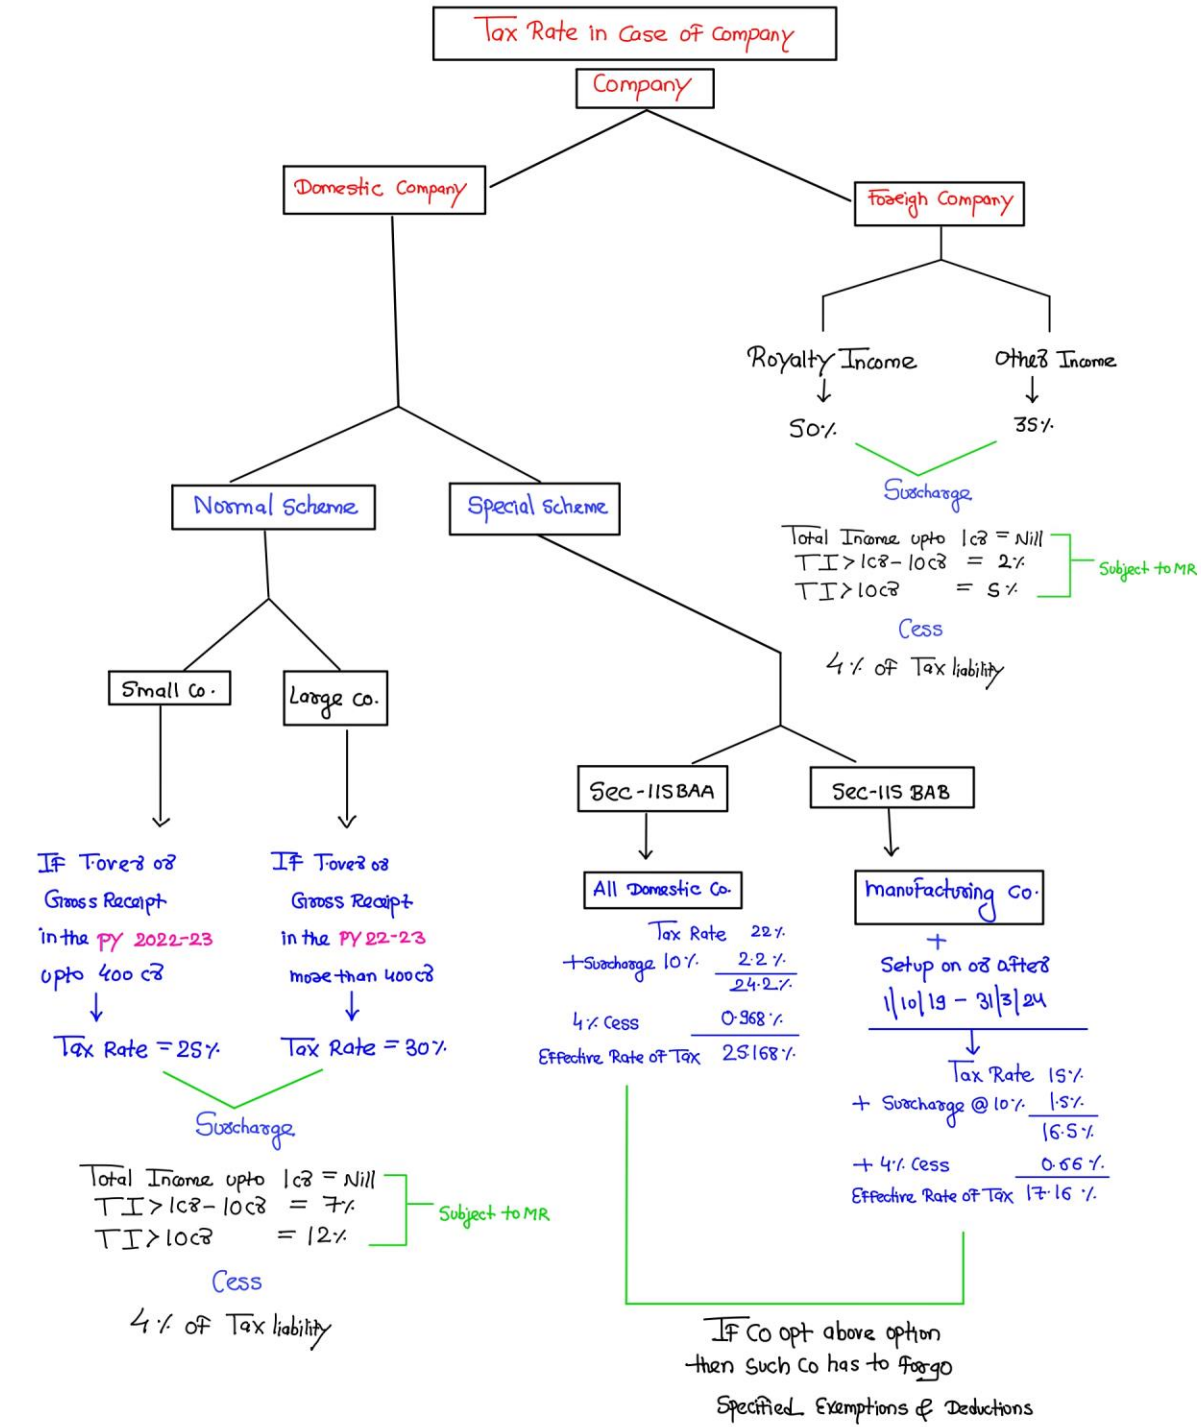 Tax Rate in Case of Company
Company
Domestic Company
Foreigh Company
Royalty Income
Other Income
50%
35%
Surcharge
Total Income upto 1cr = Nill
TI>1cr-10cr = 2%
TI>10cr = 5%
Subject to MR
Cess
4% of Tax liability
Normal Scheme
Special Scheme
Small Co.
Large Co.
If T.over or
Gross Receipt
in the PY 2022-23
upto 400 cr
Tax Rate = 25%
If T.over or
Gross Receipt
in the PY 22-23
more than 400cr
Tax Rate = 30%
Surcharge
Total Income upto 1cr = Nill
TI>1cr-10cr = 7%
TI>10cr = 12%
Subject to MR
Cess
4% of Tax liability
Sec-115BAA
All Domestic Co.
Tax Rate 22%
+Surcharge 10% 2.2%
24.2%
4% Cess 0.968%
Effective Rate of Tax 25.168%
Sec-115 BAB
manufacturing Co.
+
Setup on or after
1/10/19 - 31/3/24
Tax Rate 15%
+ Surcharge @10% 1.5%
16.5%
+ 4% Cess 0.66%
Effective Rate of Tax 17.16%
If Co opt above option
then Such Co has to forgo
Specified Exemptions & Deductions